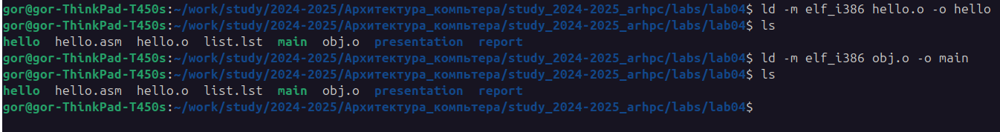 gor@gor-ThinkPad-T450s:~/work/study/2024-2025/Архитектура_компьтера/study_2024-2025_arhpc/labs/lab04$ ld -m elf_i386 hello.o -o hello
gor@gor-ThinkPad-T450s:~/work/study/2024-2025/Архитектура_компьтера/study_2024-2025_arhpc/labs/lab04$ ls
hello hello.asm hello.o list.lst main obj.o presentation report
gor@gor-ThinkPad-T450s:~/work/study/2024-2025/Архитектура_компьтера/study_2024-2025_arhpc/labs/lab04$ ld -m elf_i386 obj.o -o main
gor@gor-ThinkPad-T450s:~/work/study/2024-2025/Архитектура_компьтера/study_2024-2025_arhpc/labs/lab04$ ls
hello hello.asm hello.o list.lst main obj.o presentation report
gor@gor-ThinkPad-T450s:~/work/study/2024-2025/Архитектура_компьтера/study_2024-2025_arhpc/labs/lab04$